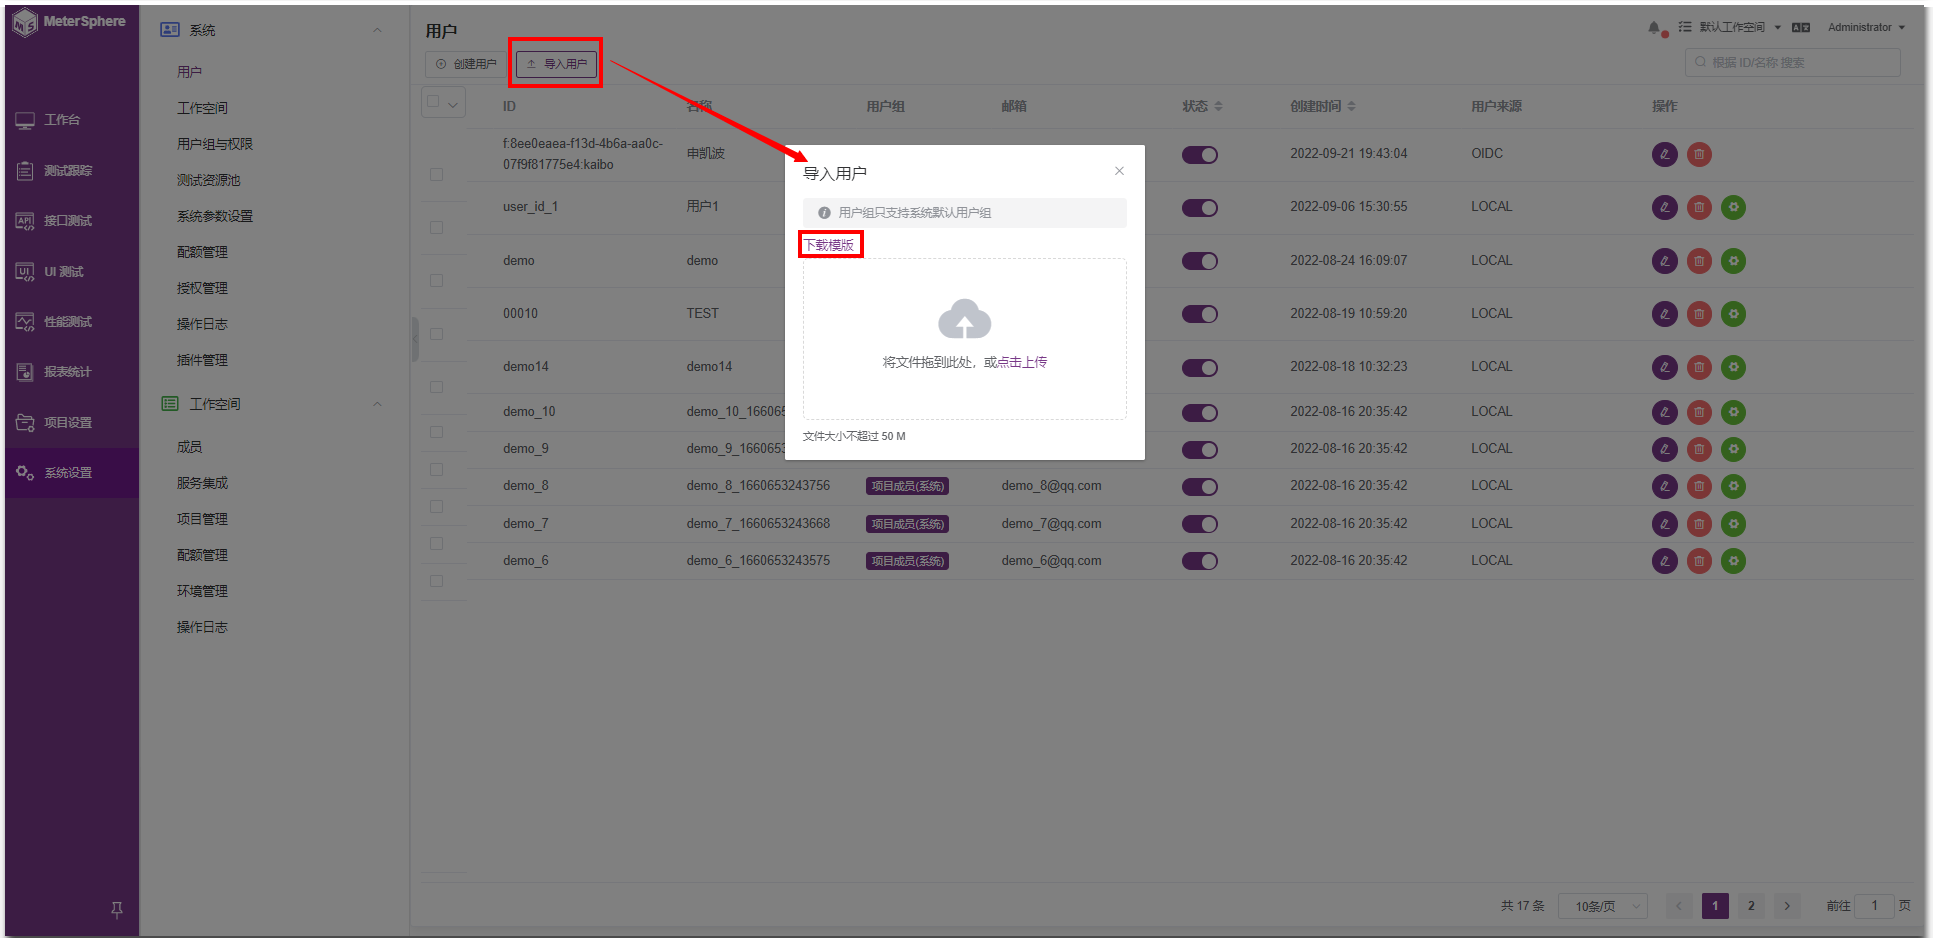 MeterSphere
工作台
测试跟踪
接口测试
UI 测试
性能测试
报表统计
项目设置
系统设置
系统
用户
工作空间
用户组与权限
测试资源池
系统参数设置
配额管理
授权管理
操作日志
插件管理
工作空间
成员
服务集成
项目管理
配额管理
环境管理
操作日志
用户
默认工作空间 Administrator
创建用户 导入用户
根据 ID/名称 搜索
ID 名称 用户组 邮箱 状态 创建时间 用户来源 操作
f:8ee0eaea-f13d-4b6a-aa0c-
07f9f81775e4:kaibo 申凯波 2022-09-21 19:43:04 OIDC
user_id_1 用户1 2022-09-06 15:30:55 LOCAL
demo demo 2022-08-24 16:09:07 LOCAL
00010 TEST 2022-08-19 10:59:20 LOCAL
demo14 demo14 2022-08-18 10:32:23 LOCAL
demo_10 demo_10_16606 2022-08-16 20:35:42 LOCAL
demo_9 demo_9_166065 2022-08-16 20:35:42 LOCAL
demo_8 demo_8_1660653243756 项目成员(系统) demo_8@qq.com 2022-08-16 20:35:42 LOCAL
demo_7 demo_7_1660653243668 项目成员(系统) demo_7@qq.com 2022-08-16 20:35:42 LOCAL
demo_6 demo_6_1660653243575 项目成员(系统) demo_6@qq.com 2022-08-16 20:35:42 LOCAL
导入用户
用户组只支持系统默认用户组
下载模版
将文件拖到此处，或点击上传
文件大小不超过 50 M
共 17 条 10条/页 1 2 前往 1 页